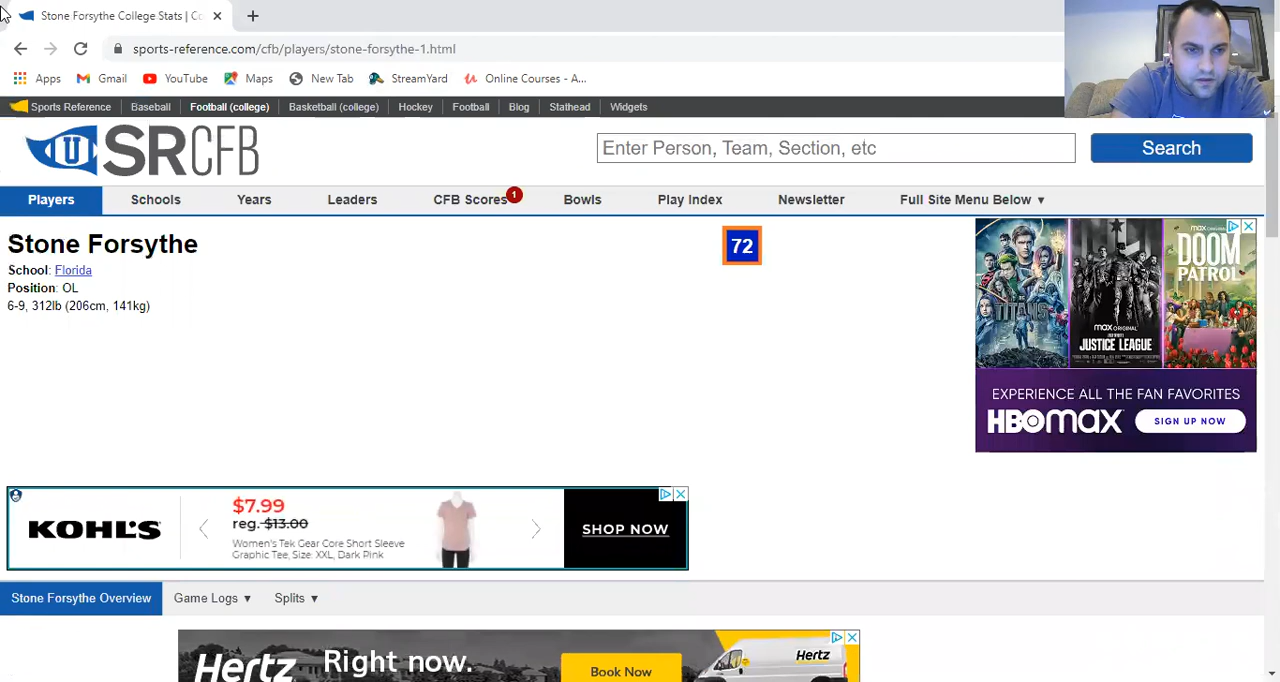 Stone Forsythe College Stats | Co
sports-reference.com/cfb/players/stone-forsythe-1.html
Apps Gmail YouTube Maps New Tab StreamYard Online Courses - A...
Sports Reference Baseball Football (college) Basketball (college) Hockey Football Blog Stathead Widgets
U SRCFB
Enter Person, Team, Section, etc
Search
Players Schools Years Leaders CFB Scores 1 Bowls Play Index Newsletter Full Site Menu Below ▼
Stone Forsythe
School: Florida
Position: OL
6-9, 312lb (206cm, 141kg)
72
TITANS
max ORIGINAL
JUSTICE LEAGUE
max ORIGINAL
DOOM
PATROL
EXPERIENCE ALL THE FAN FAVORITES
HBOmax SIGN UP NOW
KOHL'S
$7.99
reg. $13.00
Women's Tek Gear Core Short Sleeve
Graphic Tee, Size: XXL, Dark Pink
SHOP NOW
Stone Forsythe Overview Game Logs ▼ Splits ▼
Hertz Right now.
Book Now
Hertz